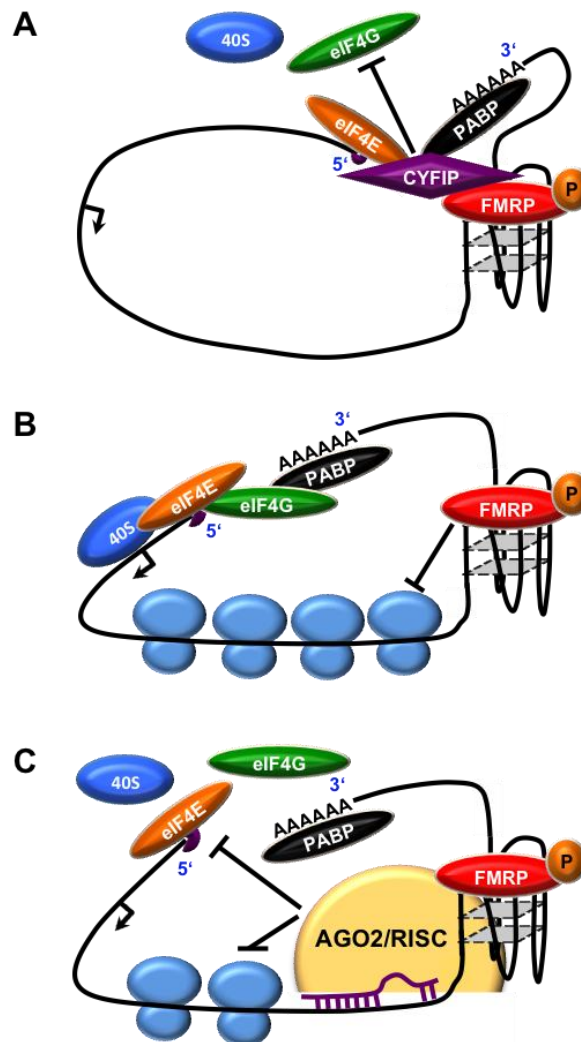 A
40S
eIF4G
3‘
AAAAAA
PABP
eIF4E
5‘
CYFIP
P
FMRP
B
3‘
AAAAAA
PABP
eIF4E
eIF4G
P
40S
5‘
FMRP
C
eIF4G
40S
3‘
AAAAAA
eIF4E
PABP
5‘
P
FMRP
AGO2/RISC